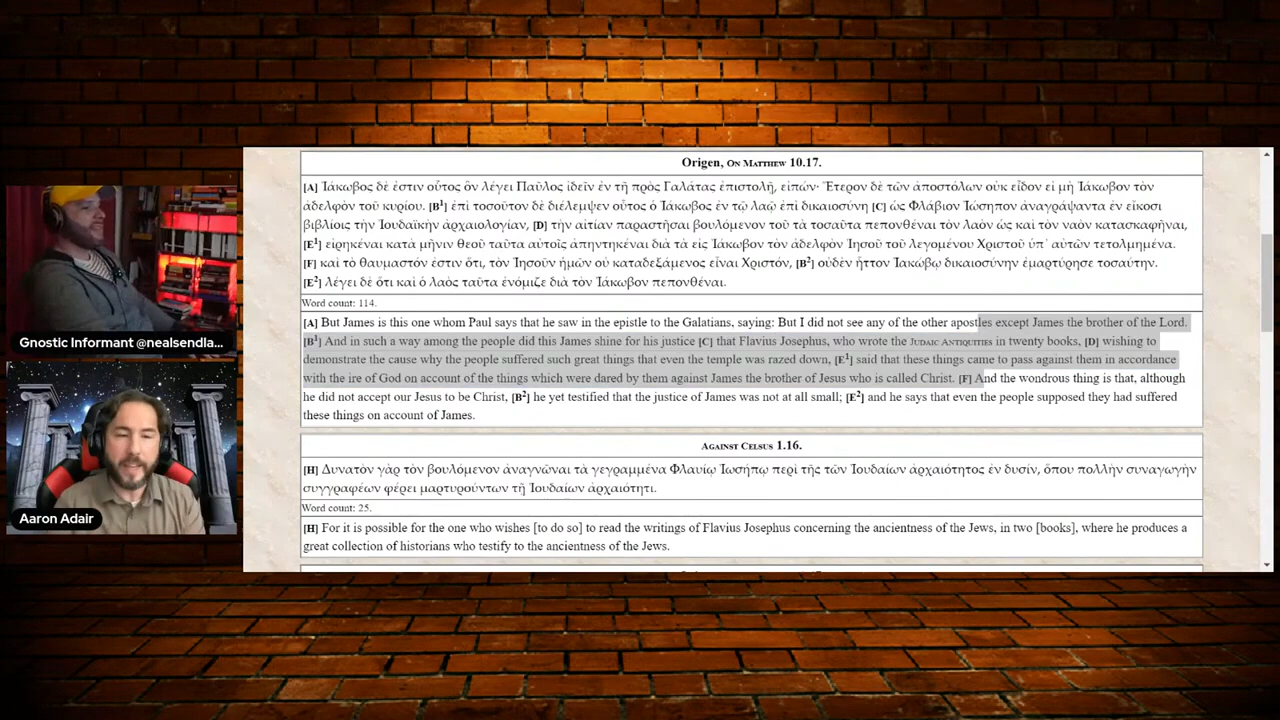 Origen, On Matthew 10.17.
[A] Ἰάκωβος δέ ἐστιν οὗτος ὃν λέγει Παῦλος ἰδεῖν ἐν τῇ πρὸς Γαλάτας ἐπιστολῇ, εἰπών· Ἕτερον δὲ τῶν ἀποστόλων οὐκ εἶδον εἰ μὴ Ἰάκωβον τὸν
ἀδελφὸν τοῦ κυρίου. [B¹] ἐπὶ τοσοῦτον δὲ διέλεμψεν οὗτος ὁ Ἰάκωβος ἐν τῷ λαῷ ἐπὶ δικαιοσύνῃ [C] ὡς Φλάβιον Ἰώσηπον ἀναγράψαντα ἐν εἴκοσι
βιβλίοις τὴν Ἰουδαϊκὴν ἀρχαιολογίαν, [D] τὴν αἰτίαν παραστῆσαι βουλόμενον τοῦ τὰ τοσαῦτα πεπονθέναι τὸν λαὸν ὡς καὶ τὸν ναὸν κατασκαφῆναι,
[E¹] εἰρηκέναι κατὰ μῆνιν θεοῦ ταῦτα αὐτοῖς ἀπηντηκέναι διὰ τὰ εἰς Ἰάκωβον τὸν ἀδελφὸν Ἰησοῦ τοῦ λεγομένου Χριστοῦ ὑπ᾽ αὐτῶν τετολμημένα.
[F] καὶ τὸ θαυμαστόν ἐστιν ὅτι, τὸν Ἰησοῦν ἡμῶν οὐ καταδεξάμενος εἶναι Χριστόν, [B²] οὐδὲν ἧττον Ἰακώβῳ δικαιοσύνην ἐμαρτύρησε τοσαύτην.
[E²] λέγει δὲ ὅτι καὶ ὁ λαὸς ταῦτα ἐνόμιζε διὰ τὸν Ἰάκωβον πεπονθέναι.
Word count: 114.
[A] But James is this one whom Paul says that he saw in the epistle to the Galatians, saying: But I did not see any of the other apostles except James the brother of the Lord.
[B¹] And in such a way among the people did this James shine for his justice [C] that Flavius Josephus, who wrote the Judaic Antiquities in twenty books, [D] wishing to
demonstrate the cause why the people suffered such great things that even the temple was razed down, [E¹] said that these things came to pass against them in accordance
with the ire of God on account of the things which were dared by them against James the brother of Jesus who is called Christ. [F] And the wondrous thing is that, although
he did not accept our Jesus to be Christ, [B²] he yet testified that the justice of James was not at all small; [E²] and he says that even the people supposed they had suffered
these things on account of James.
Against Celsus 1.16.
[H] Δυνατὸν γὰρ τὸν βουλόμενον ἀναγνῶναι τὰ γεγραμμένα Φλαυίῳ Ἰωσήπῳ περὶ τῆς τῶν Ἰουδαίων ἀρχαιότητος ἐν δυσίν, ὅπου πολλὴν συναγωγὴν
συγγραφέων φέρει μαρτυρούντων τῇ Ἰουδαίων ἀρχαιότητι.
Word count: 25.
[H] For it is possible for the one who wishes [to do so] to read the writings of Flavius Josephus concerning the ancientness of the Jews, in two [books], where he produces a
great collection of historians who testify to the ancientness of the Jews.
Gnostic Informant @nealsendla...
Aaron Adair